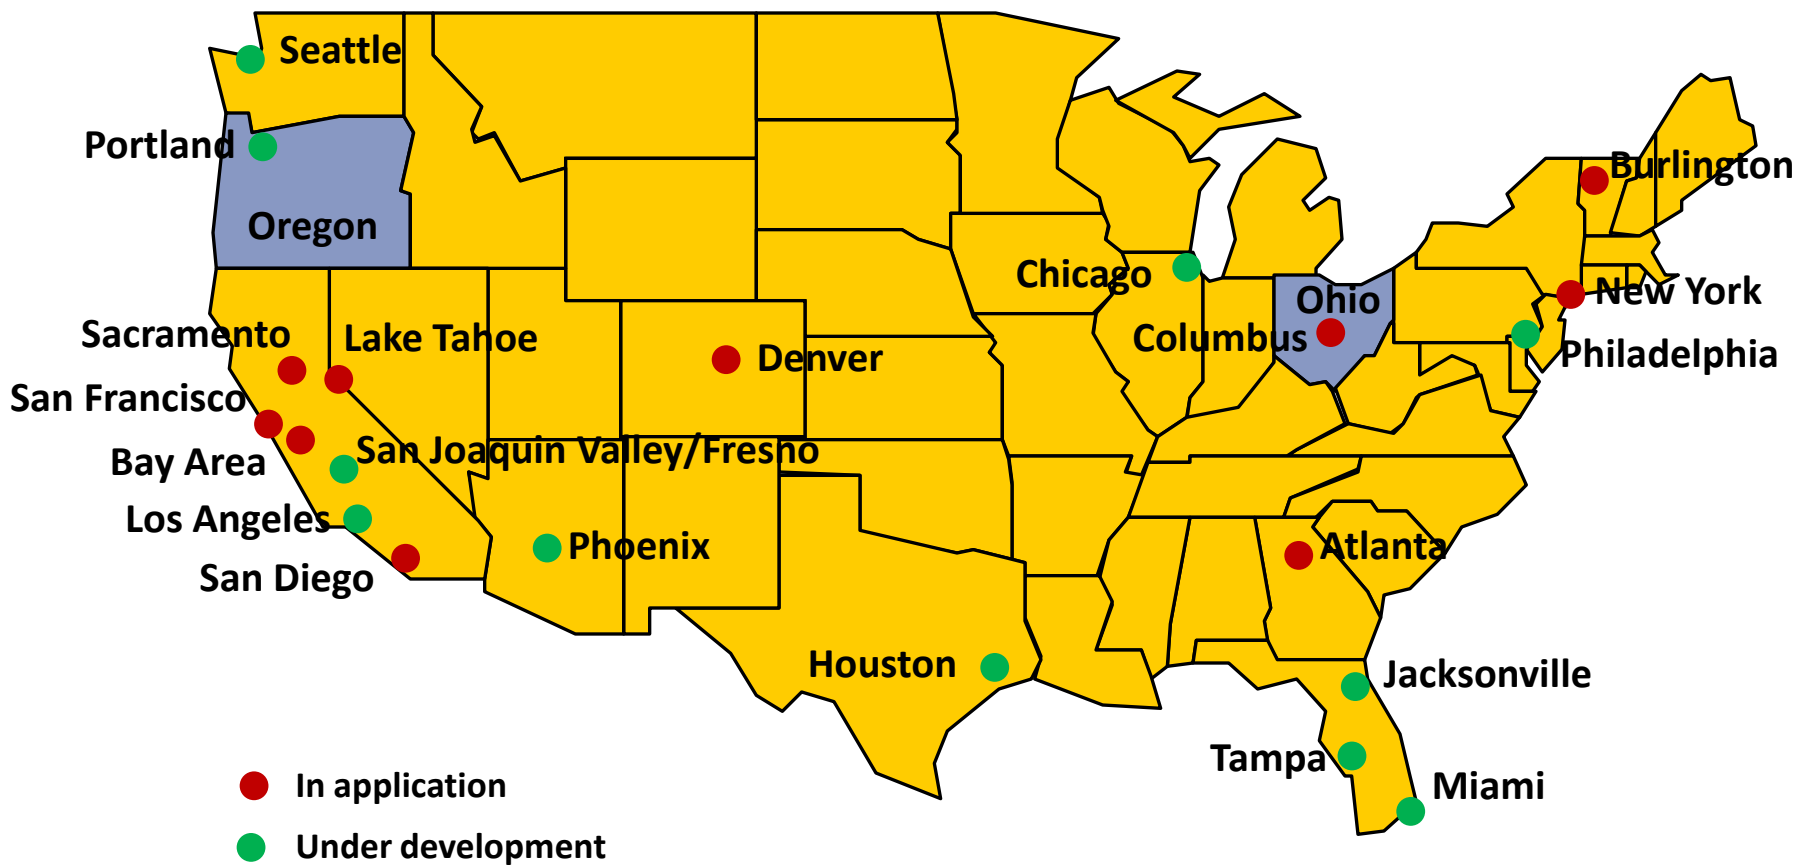 Seattle
Portland
Burlington
Oregon
Chicago
Ohio
New York
Sacramento
Lake Tahoe
Columbus
Denver
Philadelphia
San Francisco
San Joaquin Valley/Fresno
Bay Area
Los Angeles
Phoenix
Atlanta
San Diego
Houston
Jacksonville
Tampa
Miami
In application
Under development